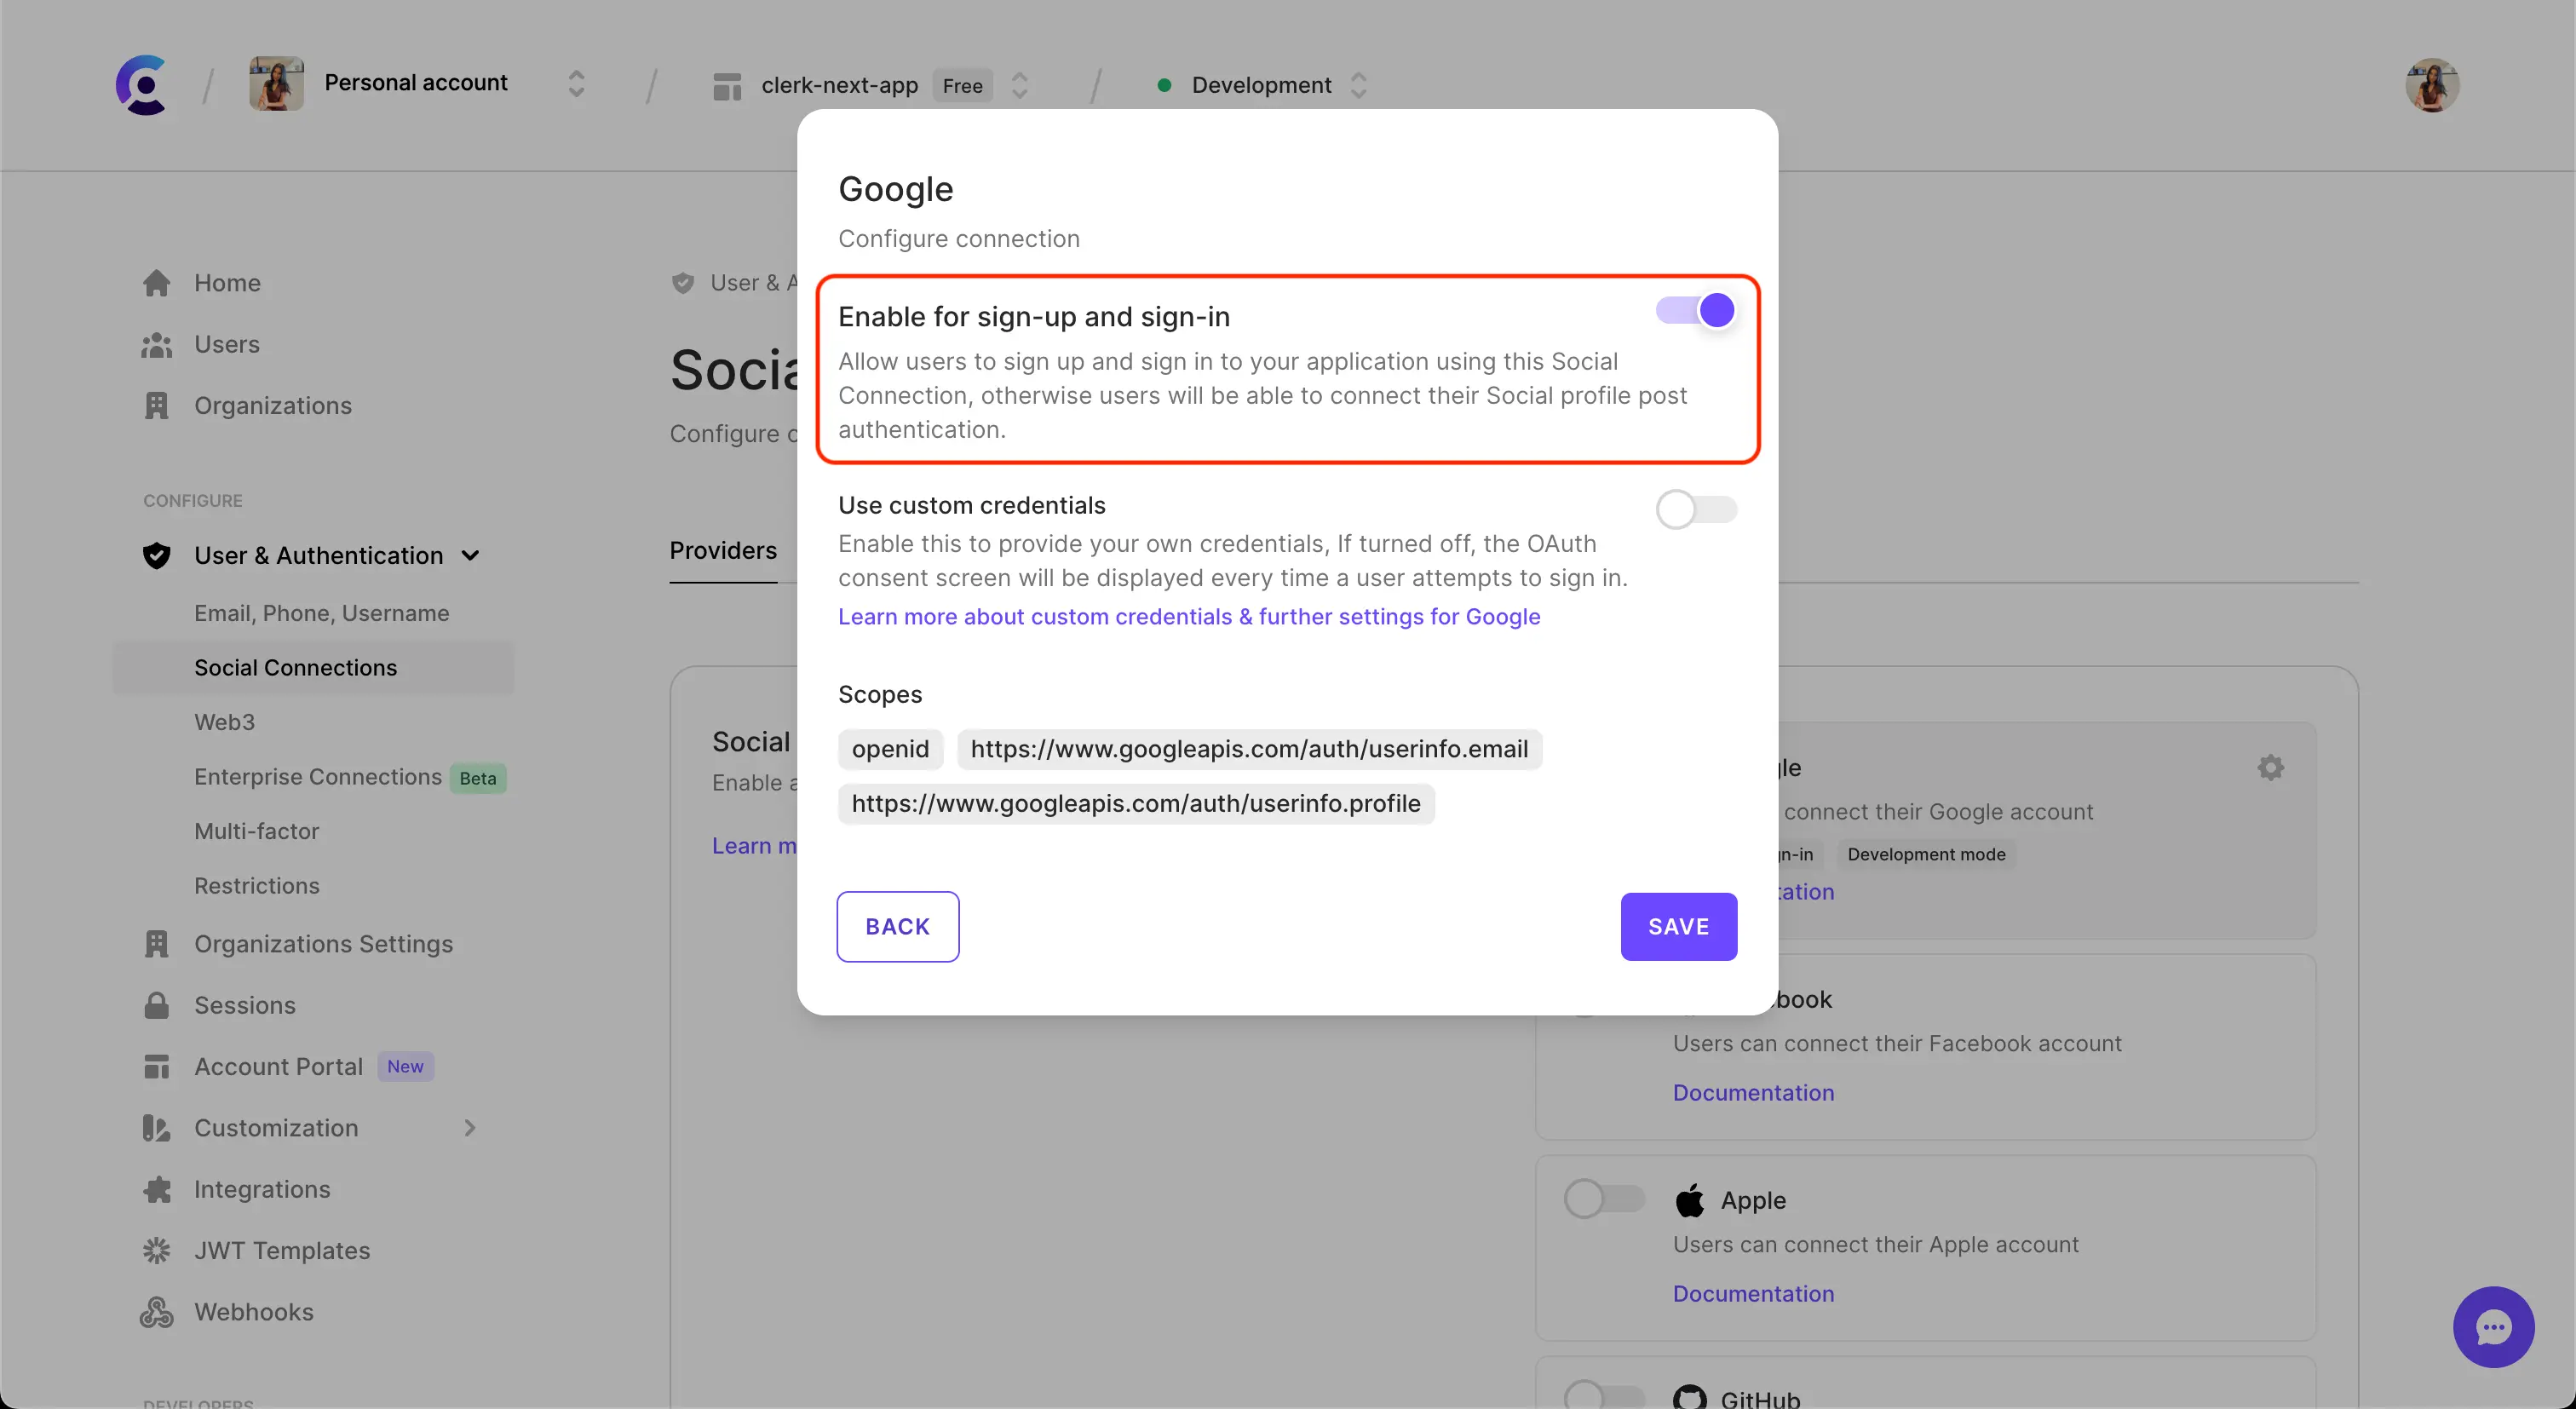 Personal account
clerk-next-app Free
Development
Home
Users
Organizations
CONFIGURE
User & Authentication
Email, Phone, Username
Social Connections
Web3
Enterprise Connections Beta
Multi-factor
Restrictions
Organizations Settings
Sessions
Account Portal New
Customization
Integrations
JWT Templates
Webhooks
DEVELOPERS
User & A
Socia
Configure c
Providers
Social
Enable a
Learn m
Google
Configure connection
Enable for sign-up and sign-in
Allow users to sign up and sign in to your application using this Social
Connection, otherwise users will be able to connect their Social profile post
authentication.
Use custom credentials
Enable this to provide your own credentials, If turned off, the OAuth
consent screen will be displayed every time a user attempts to sign in.
Learn more about custom credentials & further settings for Google
Scopes
openid https://www.googleapis.com/auth/userinfo.email
https://www.googleapis.com/auth/userinfo.profile
BACK
SAVE
gle
connect their Google account
gn-in Development mode
tation
book
Users can connect their Facebook account
Documentation
Apple
Users can connect their Apple account
Documentation
GitHub